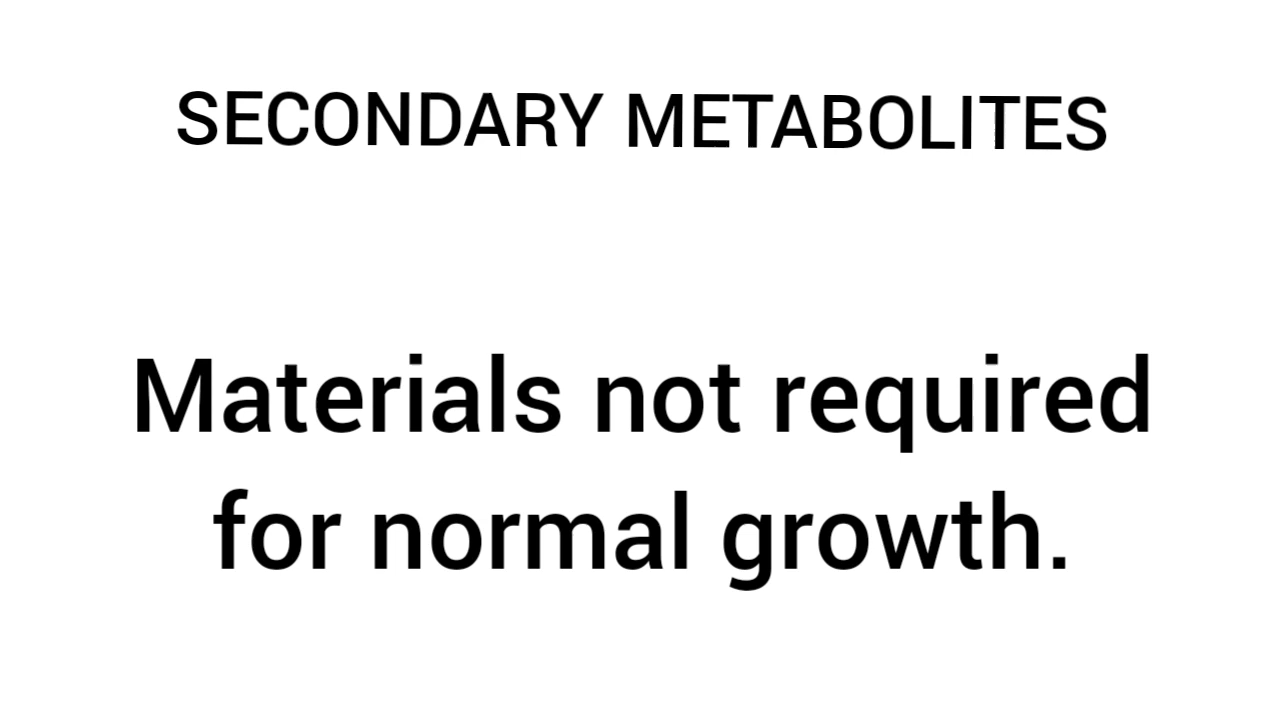 SECONDARY METABOLITES
Materials not required
for normal growth.